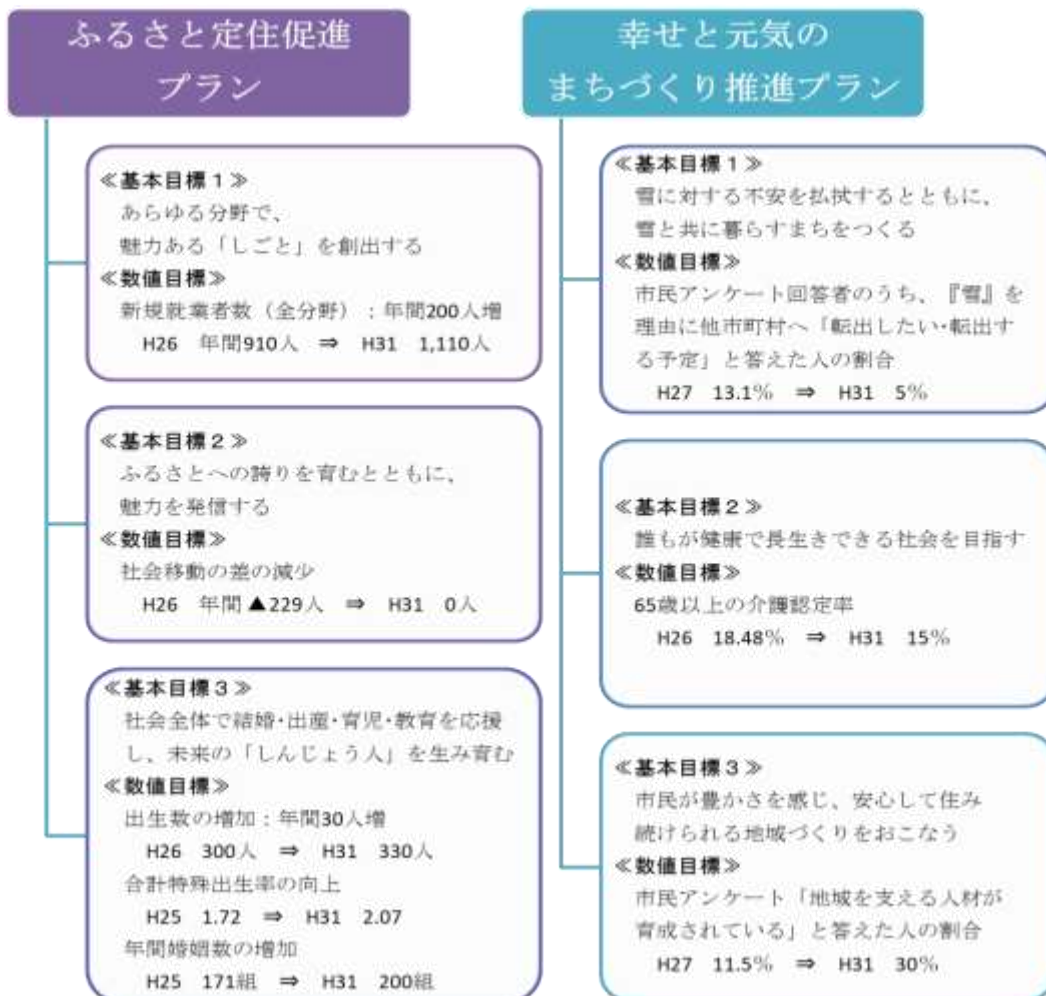 ふるさと定住促進
プラン
≪基本目標１≫
あらゆる分野で、
魅力ある「しごと」を創出する
≪数値目標≫
新規就業者数（全分野）：年間200人増
H26　年間910人　⇒　H31　1,110人
≪基本目標２≫
ふるさとへの誇りを育むとともに、
魅力を発信する
≪数値目標≫
社会移動の差の減少
H26　年間▲229人　⇒　H31　0人
≪基本目標３≫
社会全体で結婚・出産・育児・教育を応援
し、未来の「しんじょう人」を生み育む
≪数値目標≫
出生数の増加：年間30人増
H26　300人　⇒　H31　330人
合計特殊出生率の向上
H25　1.72　⇒　H31　2.07
年間婚姻数の増加
H25　171組　⇒　H31　200組
幸せと元気の
まちづくり推進プラン
≪基本目標１≫
雪に対する不安を払拭するとともに、
雪と共に暮らすまちをつくる
≪数値目標≫
市民アンケート回答者のうち、『雪』を
理由に他市町村へ「転出したい・転出す
る予定」と答えた人の割合
H27　13.1％　⇒　H31　5％
≪基本目標２≫
誰もが健康で長生きできる社会を目指す
≪数値目標≫
65歳以上の介護認定率
H26　18.48％　⇒　H31　15％
≪基本目標３≫
市民が豊かさを感じ、安心して住み
続けられる地域づくりをおこなう
≪数値目標≫
市民アンケート「地域を支える人材が
育成されている」と答えた人の割合
H27　11.5％　⇒　H31　30％